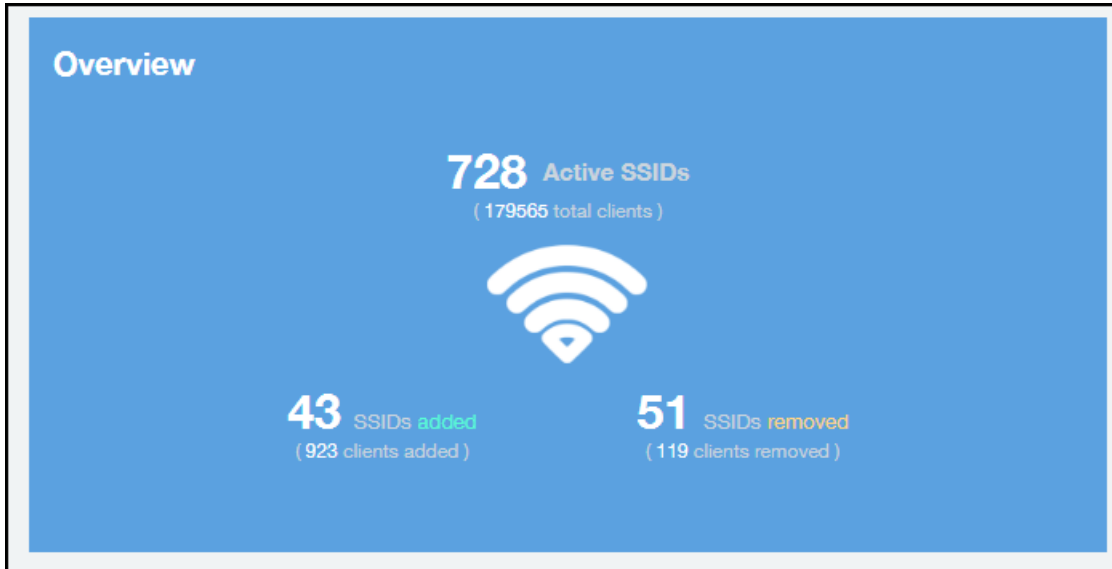 Overview
728 Active SSIDs
( 179565 total clients )
43 SSIDs added
( 923 clients added )
51 SSIDs removed
( 119 clients removed )